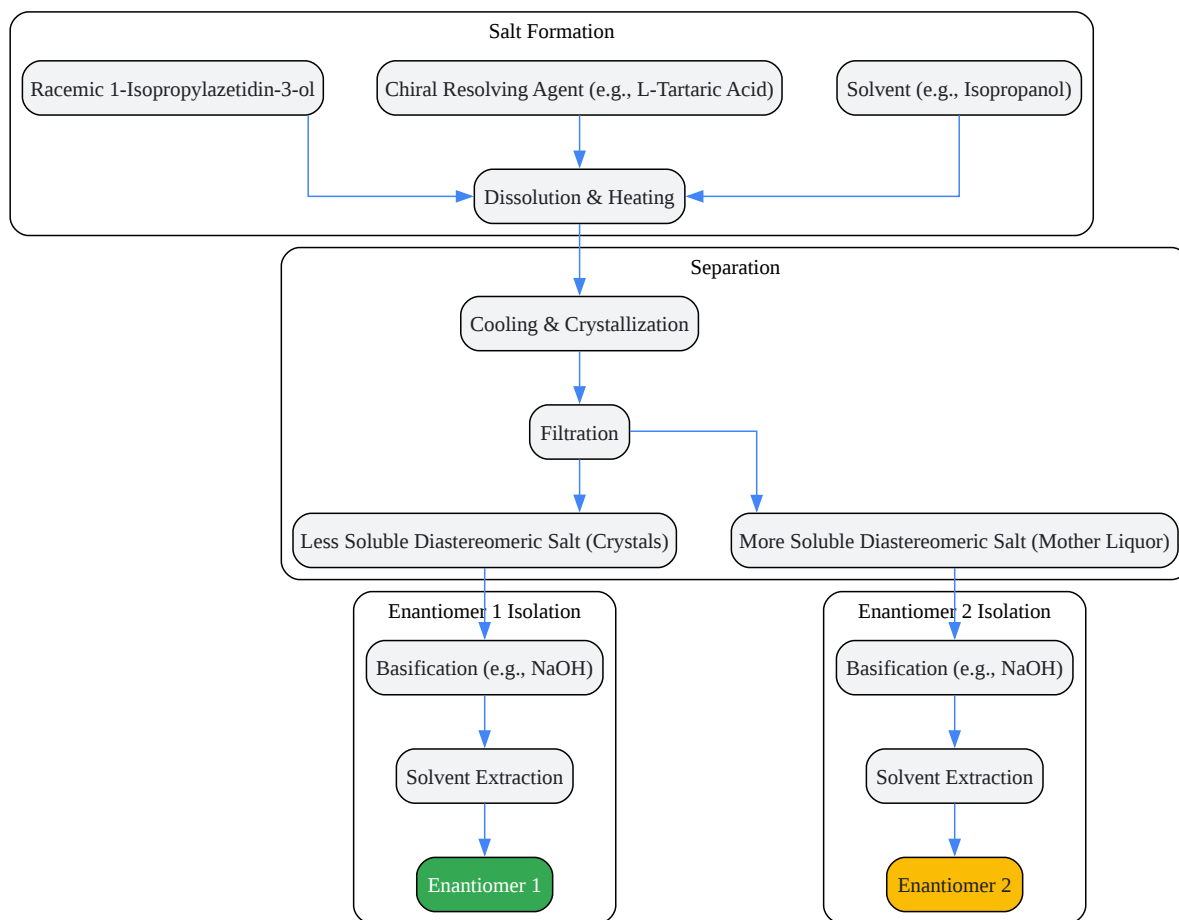 Salt Formation
Racemic 1-Isopropylazetidin-3-ol
Chiral Resolving Agent (e.g., L-Tartaric Acid)
Solvent (e.g., Isopropanol)
Dissolution & Heating
Separation
Cooling & Crystallization
Filtration
Less Soluble Diastereomeric Salt (Crystals)
More Soluble Diastereomeric Salt (Mother Liquor)
Enantiomer 1 Isolation
Enantiomer 2 Isolation
Basification (e.g., NaOH)
Basification (e.g., NaOH)
Solvent Extraction
Solvent Extraction
Enantiomer 1
Enantiomer 2